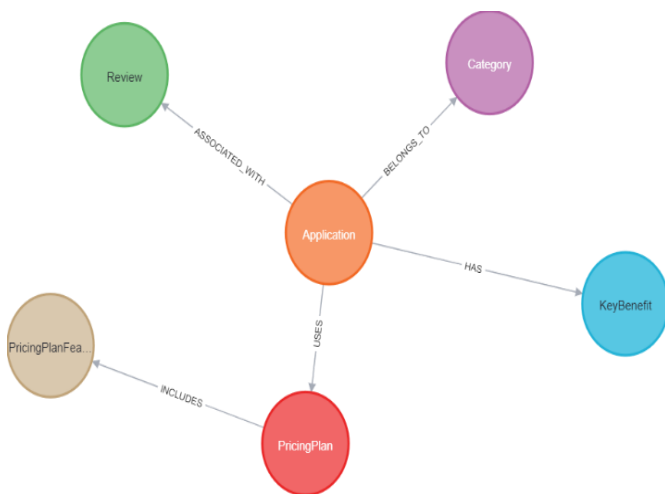 Category
Review
ASSOCIATED_WITH
BELONGS_TO
Application
HAS
KeyBenefit
USES
PricingPlanFea...
INCLUDES
PricingPlan